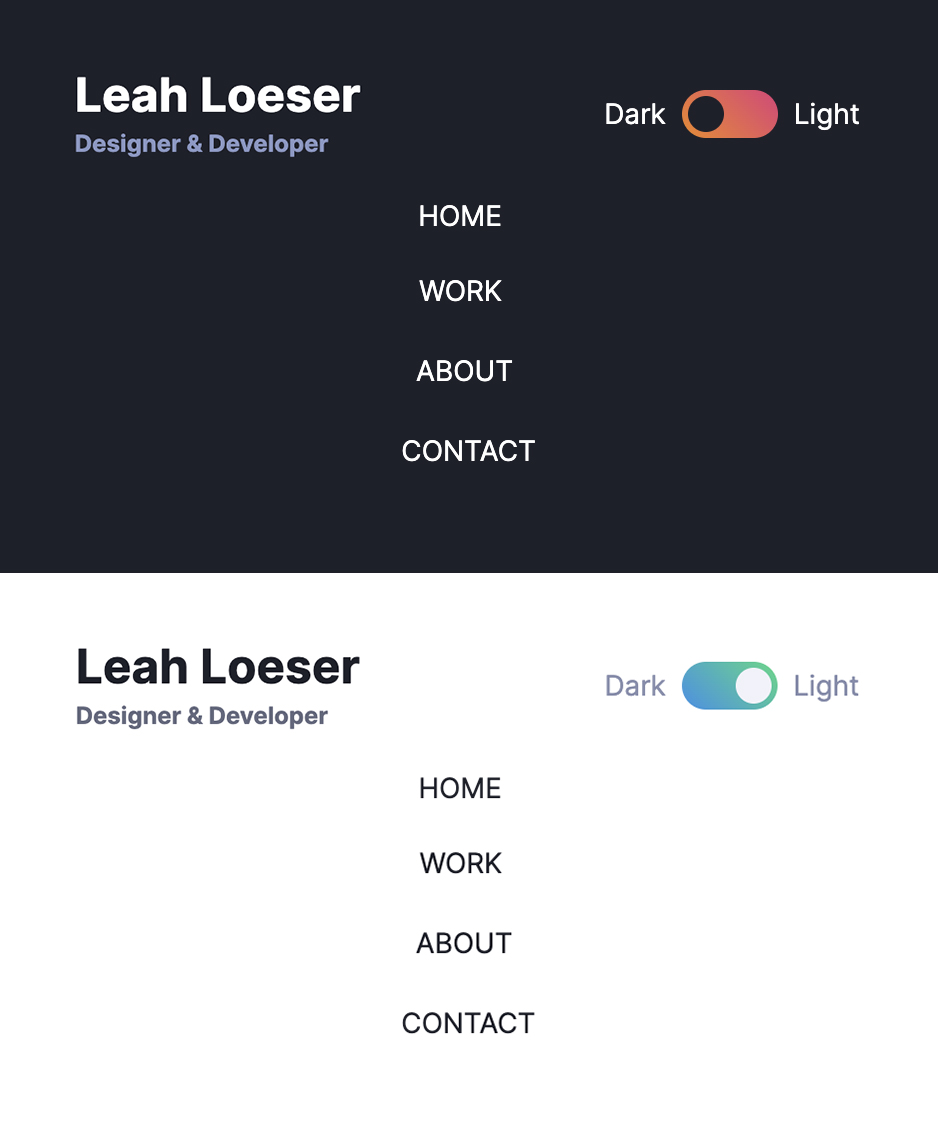 Leah Loeser
Designer & Developer
Dark Light
HOME
WORK
ABOUT
CONTACT
Leah Loeser
Designer & Developer
Dark Light
HOME
WORK
ABOUT
CONTACT